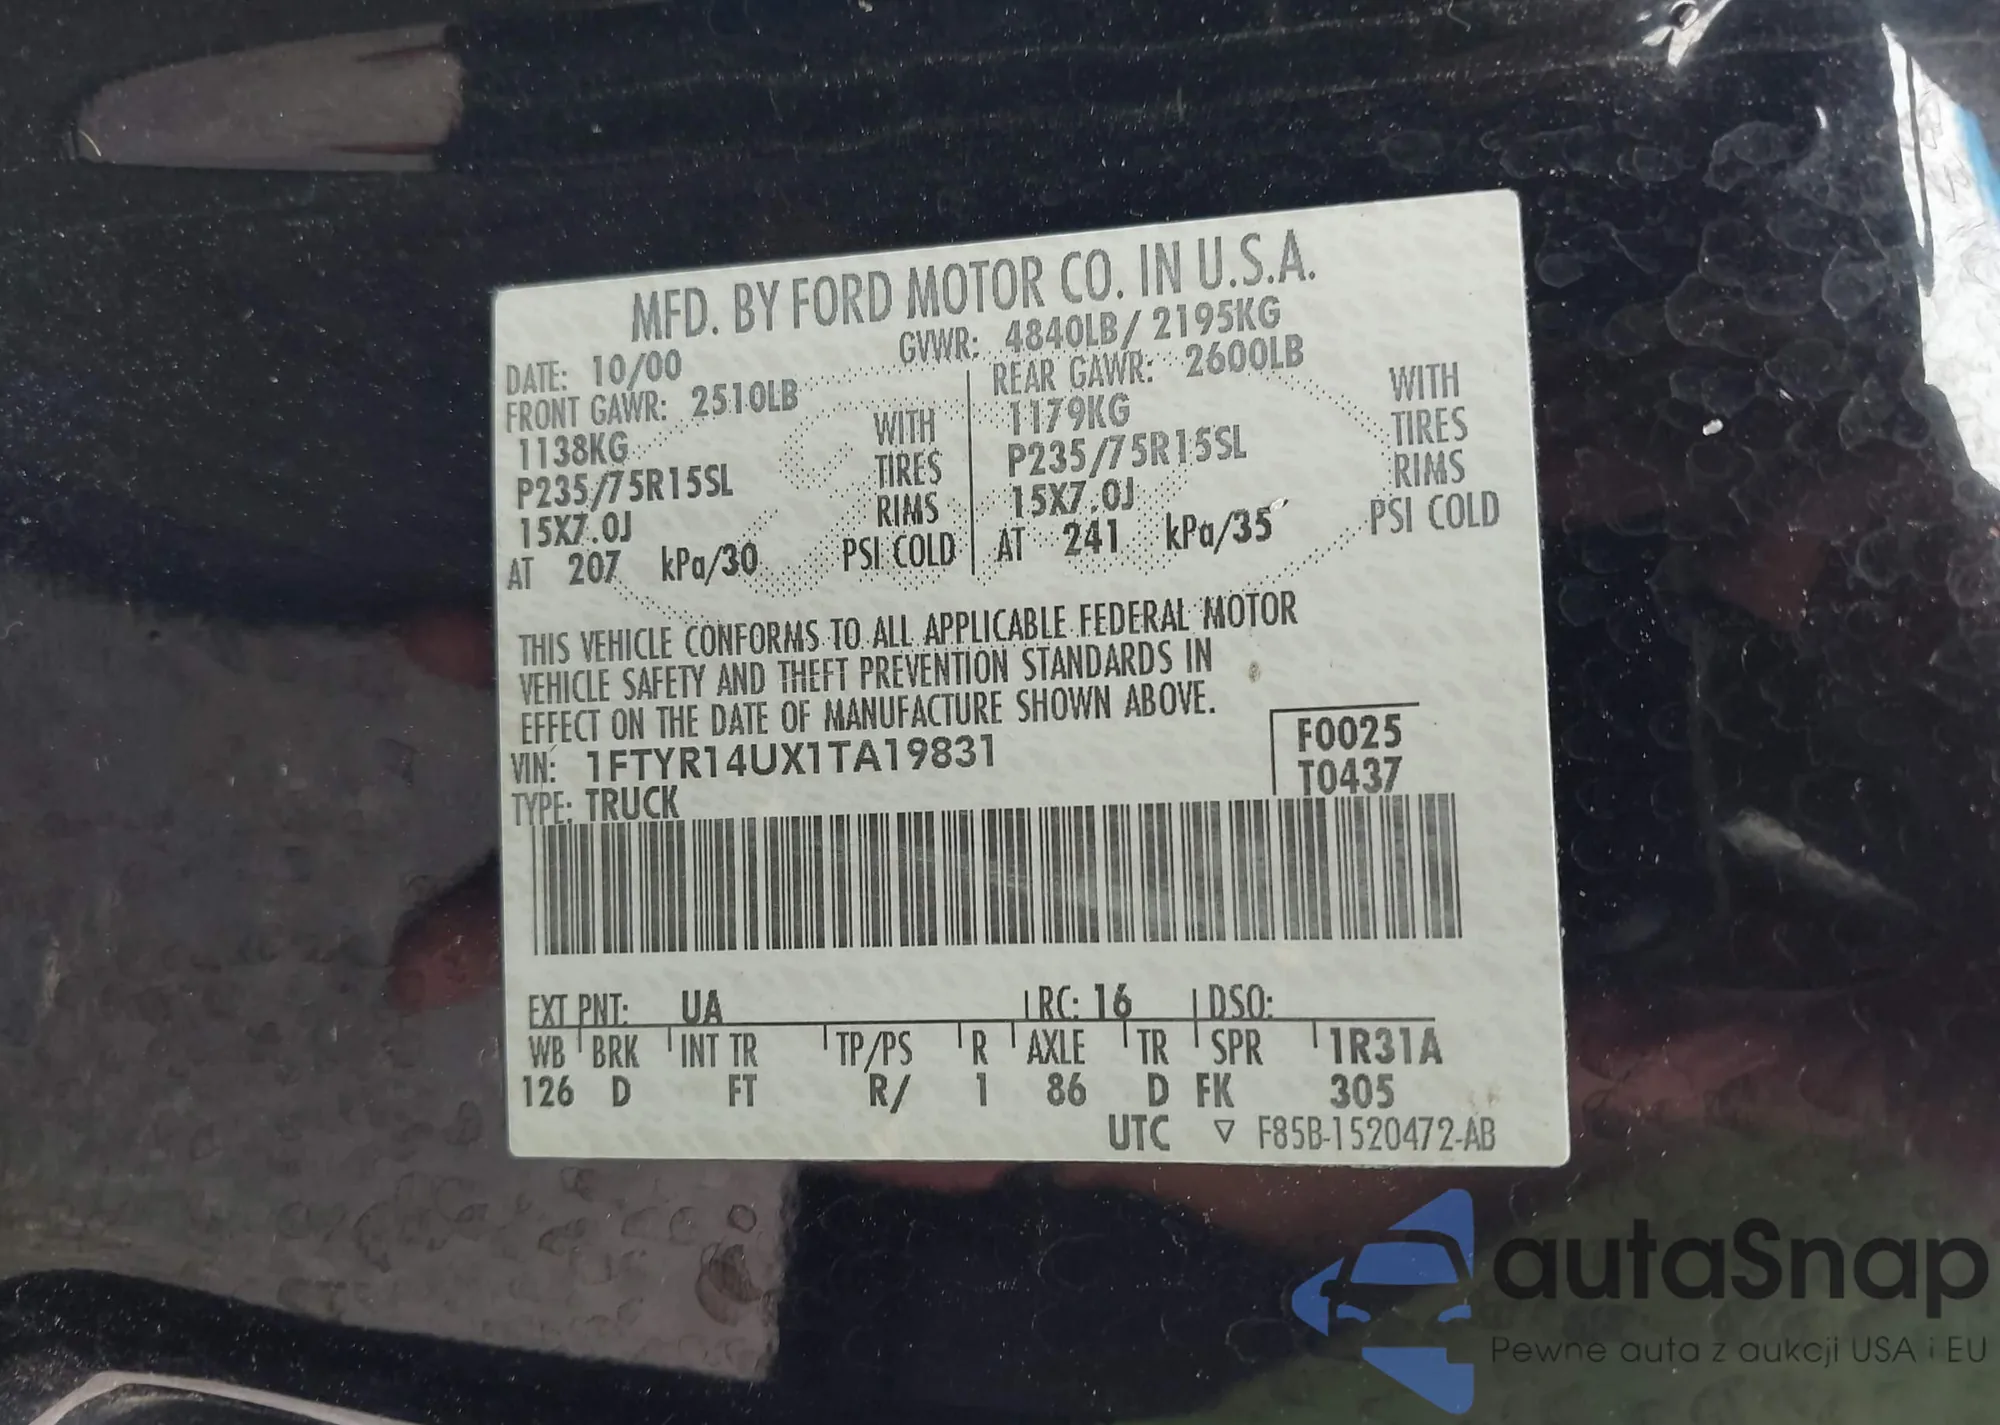 MFD. BY FORD MOTOR CO. IN U.S.A.
DATE: 10/00 GVWR: 4840LB/ 2195KG
FRONT GAWR: 2510LB REAR GAWR: 2600LB
1138KG WITH 1179KG WITH
P235/75R15SL TIRES P235/75R15SL TIRES
15X7.0J RIMS 15X7.0J RIMS
AT 207 kPa/30 PSI COLD AT 241 kPa/35 PSI COLD
THIS VEHICLE CONFORMS TO ALL APPLICABLE FEDERAL MOTOR
VEHICLE SAFETY AND THEFT PREVENTION STANDARDS IN
EFFECT ON THE DATE OF MANUFACTURE SHOWN ABOVE.
VIN: 1FTYR14UX1TA19831 F0025
TYPE: TRUCK T0437
EXT PNT: UA RC: 16 DSO:
WB BRK INT TR TP/PS R AXLE TR SPR 1R31A
126 D FT R/ 1 86 D FK 305
UTC ▽ F85B-1520472-AB
autaSnap
Pewne auta z aukcji USA i EU